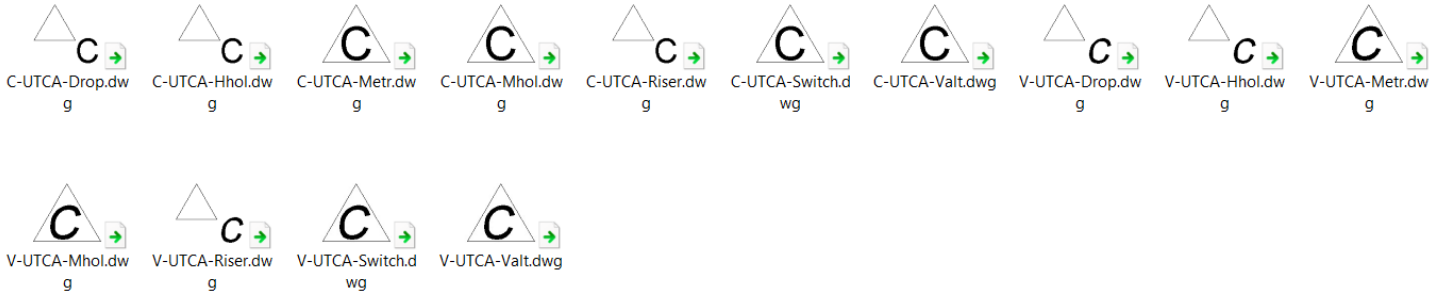 C C C C C C C C C C
C-UTCA-Drop.dw C-UTCA-Hhol.dw C-UTCA-Metr.dw C-UTCA-Mhol.dw C-UTCA-Riser.dw C-UTCA-Switch.d C-UTCA-Valt.dwg V-UTCA-Drop.dw V-UTCA-Hhol.dw V-UTCA-Metr.dw
g g g g g wg g g g
C C C C
V-UTCA-Mhol.dw V-UTCA-Riser.dw V-UTCA-Switch.d V-UTCA-Valt.dwg
g g wg